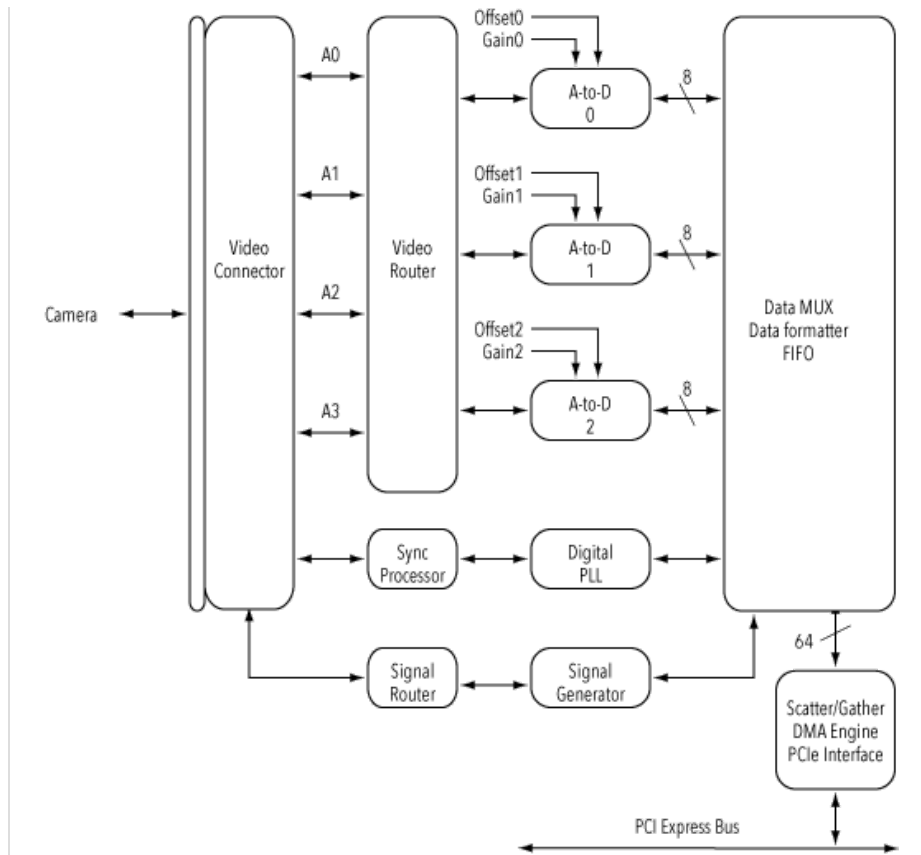 Offset0
Gain0
A0
A-to-D
0
8
A1
Offset1
Gain1
Video
Connector
Video
Router
A-to-D
1
8
Camera
A2
Offset2
Gain2
Data MUX
Data formatter
FIFO
A3
A-to-D
2
8
Sync
Processor
Digital
PLL
64
Signal
Router
Signal
Generator
Scatter/Gather
DMA Engine
PCIe Interface
PCI Express Bus